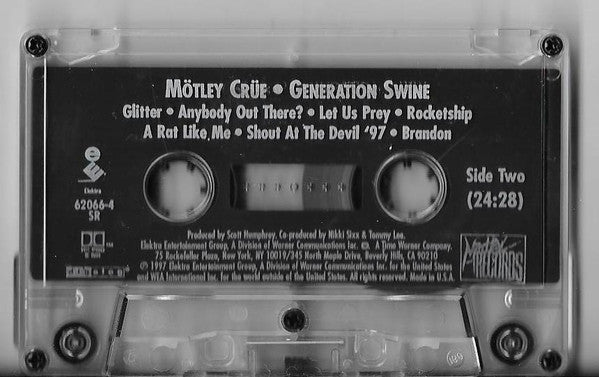 MÖTLEY CRÜE • GENERATION SWINE
Glitter • Anybody Out There? • Let Us Prey • Rocketship
A Rat Like Me • Shout At The Devil '97 • Brandon
Elektra
62066-4
SR
Side Two
(24:28)
Produced by Scott Humphrey. Co-produced by Nikki Sixx & Tommy Lee.
Elektra Entertainment Group, A Division of Warner Communications Inc. A Time Warner Company.
75 Rockefeller Plaza, New York, NY 10019/345 North Maple Drive, Beverly Hills, CA 90210
℗ 1997 Elektra Entertainment Group, A Division of Warner Communications Inc. for the United States
and WEA International Inc. for the world outside of the United States. All rights reserved. Made in U.S.A.
RECORDS